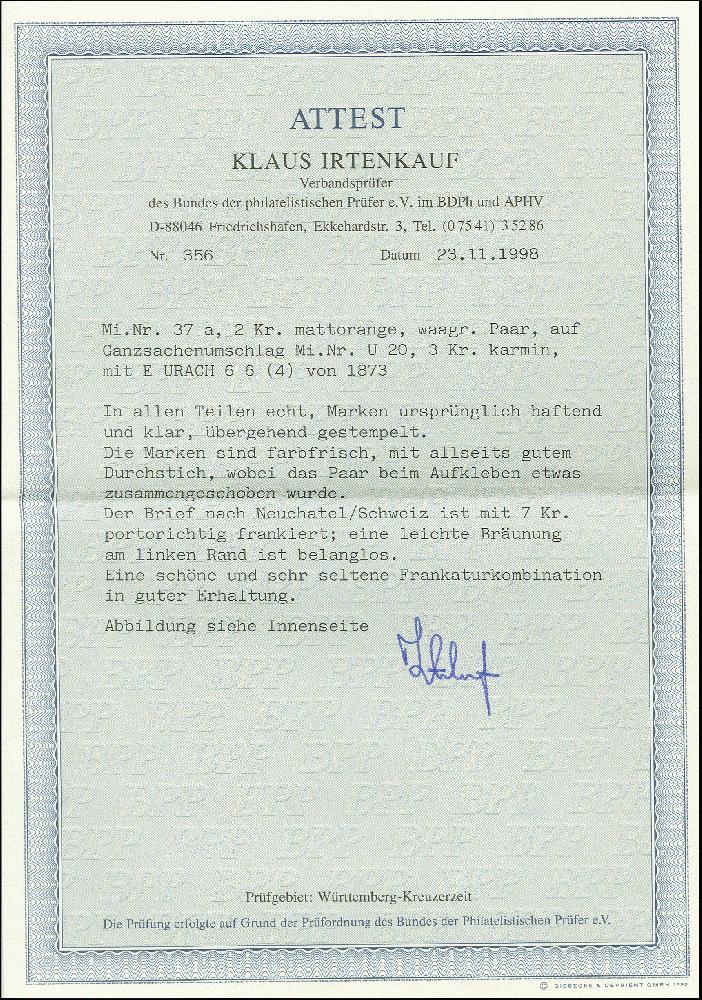 ATTEST
KLAUS IRTENKAUF
Verbandsprüfer
des Bundes der philatelistischen Prüfer e.V. im BDPh und APHV
D-88046 Friedrichshafen, Ekkehardstr. 3, Tel. (07541) 35286
Nr. 356 Datum 23.11.1998
Mi.Nr. 37 a, 2 Kr. mattorange, waagr. Paar, auf
Ganzsachenumschlag Mi.Nr. U 20, 3 Kr. karmin,
mit E URACH 6 6 (4) von 1873
In allen Teilen echt, Marken ursprünglich haftend
und klar, übergehend gestempelt.
Die Marken sind farbfrisch, mit allseits gutem
Durchstich, wobei das Paar beim Aufkleben etwas
zusammengeschoben wurde.
Der Brief nach Neuchatel/Schweiz ist mit 7 Kr.
portorichtig frankiert; eine leichte Bräunung
am linken Rand ist belanglos.
Eine schöne und sehr seltene Frankaturkombination
in guter Erhaltung.
Abbildung siehe Innenseite
Prüfgebiet: Württemberg-Kreuzerzeit
Die Prüfung erfolgte auf Grund der Prüfordnung des Bundes der Philatelistischen Prüfer e.V.
© GIESECKE & DEVRIENT GMBH